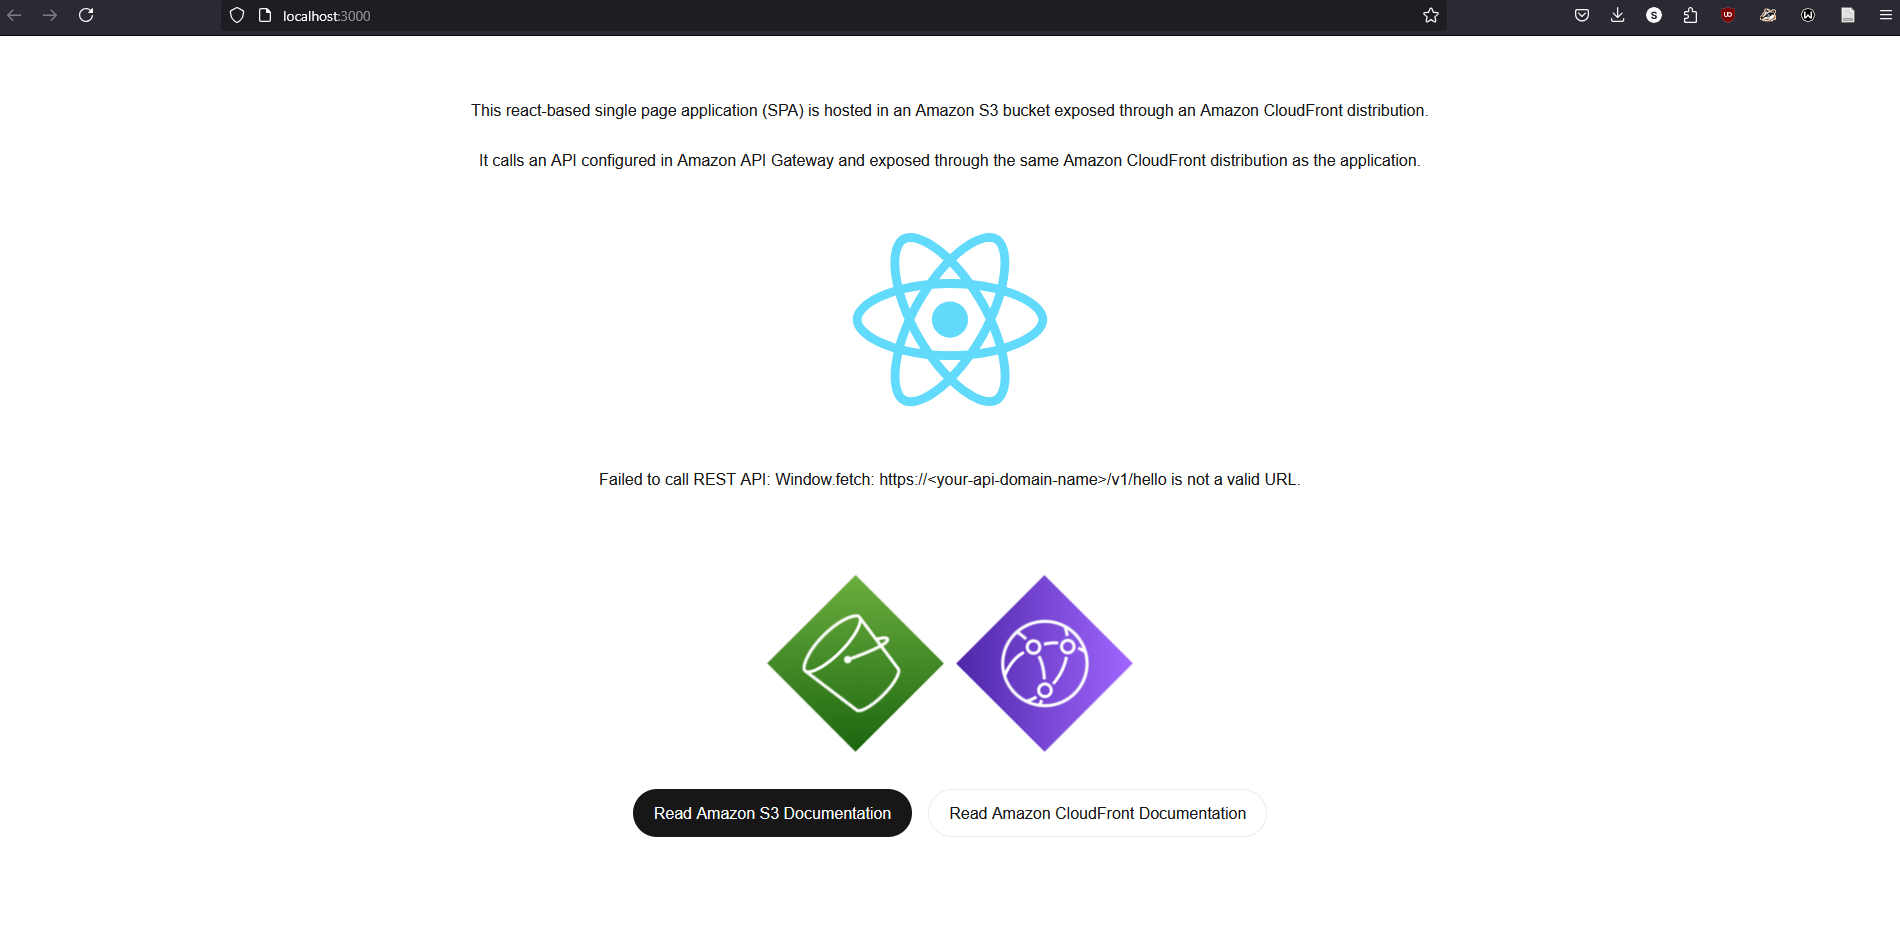 localhost:3000
S
UD
W
This react-based single page application (SPA) is hosted in an Amazon S3 bucket exposed through an Amazon CloudFront distribution.
It calls an API configured in Amazon API Gateway and exposed through the same Amazon CloudFront distribution as the application.
Failed to call REST API: Window.fetch: https://<your-api-domain-name>/v1/hello is not a valid URL.
Read Amazon S3 Documentation
Read Amazon CloudFront Documentation